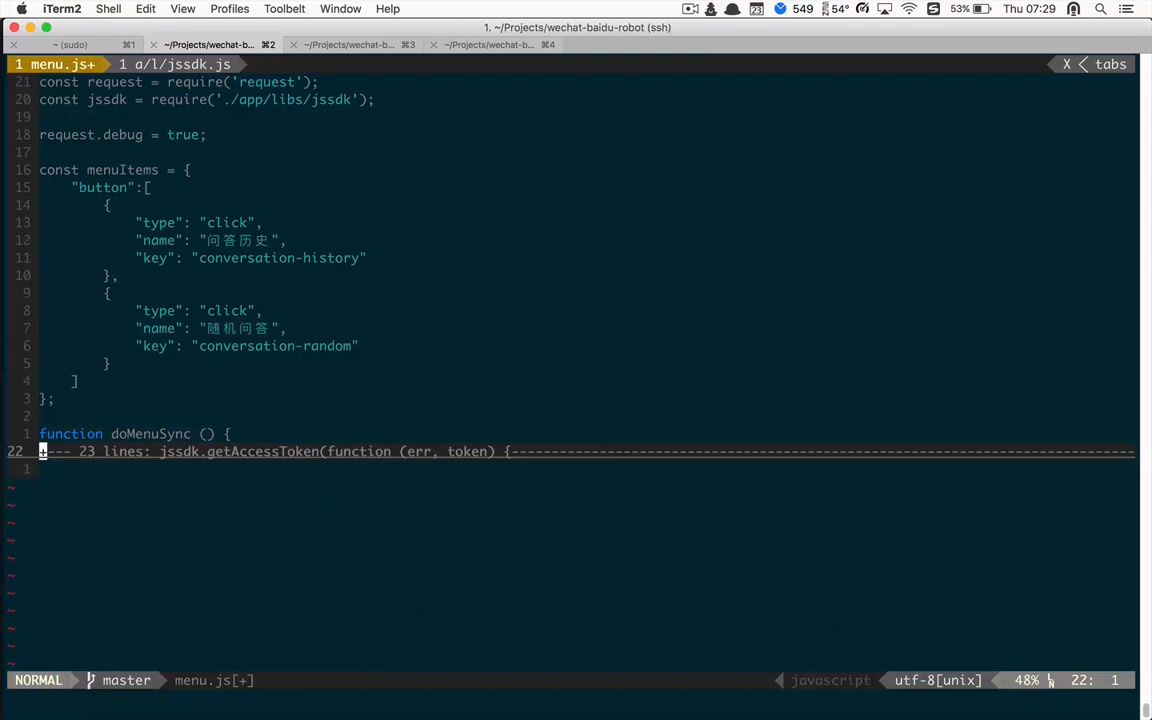 iTerm2 Shell Edit View Profiles Toolbelt Window Help 23 549 54° 53% Thu 07:29
1. ~/Projects/wechat-baidu-robot (ssh)
~ (sudo) ⌘1 ~/Projects/wechat-b... ⌘2 ~/Projects/wechat-b... ⌘3 ~/Projects/wechat-b... ⌘4
1 menu.js+ 1 a/l/jssdk.js X < tabs
21 const request = require('request');
20 const jssdk = require('./app/libs/jssdk');
19
18 request.debug = true;
17
16 const menuItems = {
15 "button":[
14 {
13 "type": "click",
12 "name": "问答历史",
11 "key": "conversation-history"
10 },
9 {
8 "type": "click",
7 "name": "随机问答",
6 "key": "conversation-random"
5 }
4 ]
3 };
2
1 function doMenuSync () {
22 +--- 23 lines: jssdk.getAccessToken(function (err, token) {------------------------------------------------------------------------------
1
~
~
~
~
~
~
~
~
~
~
~
NORMAL master menu.js[+] javascript utf-8[unix] 48% LN 22: 1